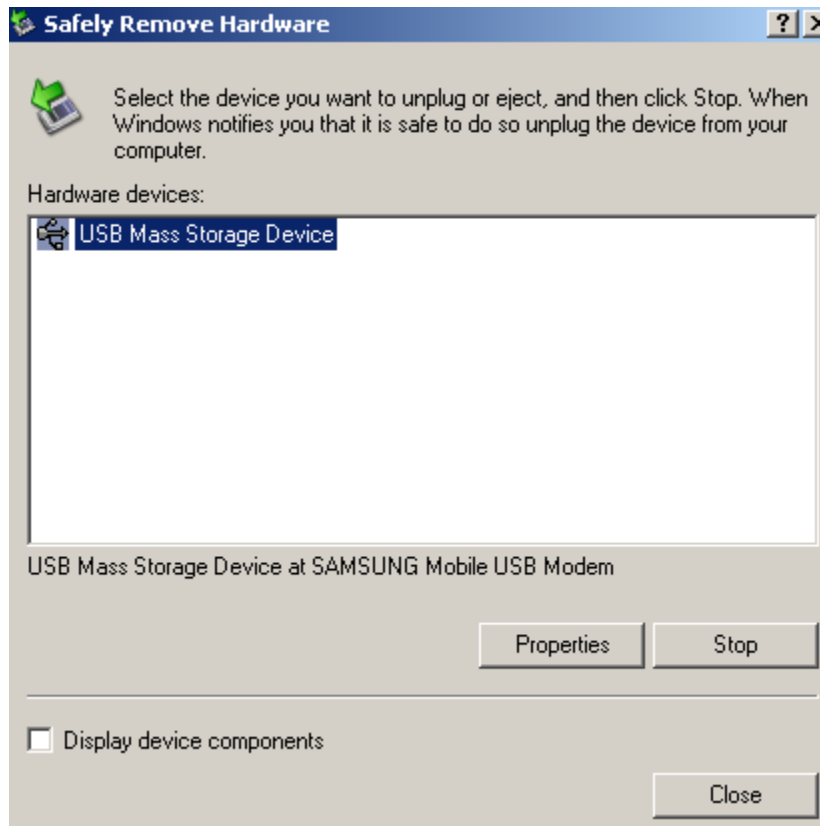 Safely Remove Hardware
Select the device you want to unplug or eject, and then click Stop. When
Windows notifies you that it is safe to do so unplug the device from your
computer.
Hardware devices:
USB Mass Storage Device
USB Mass Storage Device at SAMSUNG Mobile USB Modem
Properties Stop
Display device components
Close